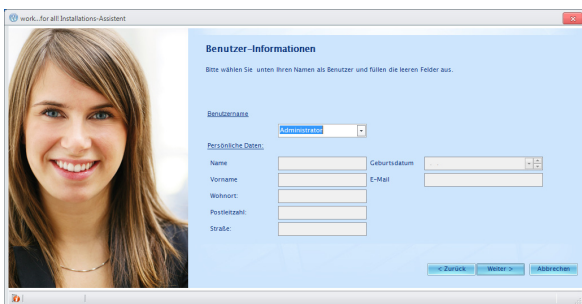 work...for all! Installations-Assistent
Benutzer-Informationen
Bitte wählen Sie unten Ihren Namen als Benutzer und füllen die leeren Felder aus.
Benutzername
Administrator
Persönliche Daten:
Name
Geburtsdatum
Vorname
E-Mail
Wohnort:
Postleitzahl:
Straße:
< Zurück
Weiter >
Abbrechen